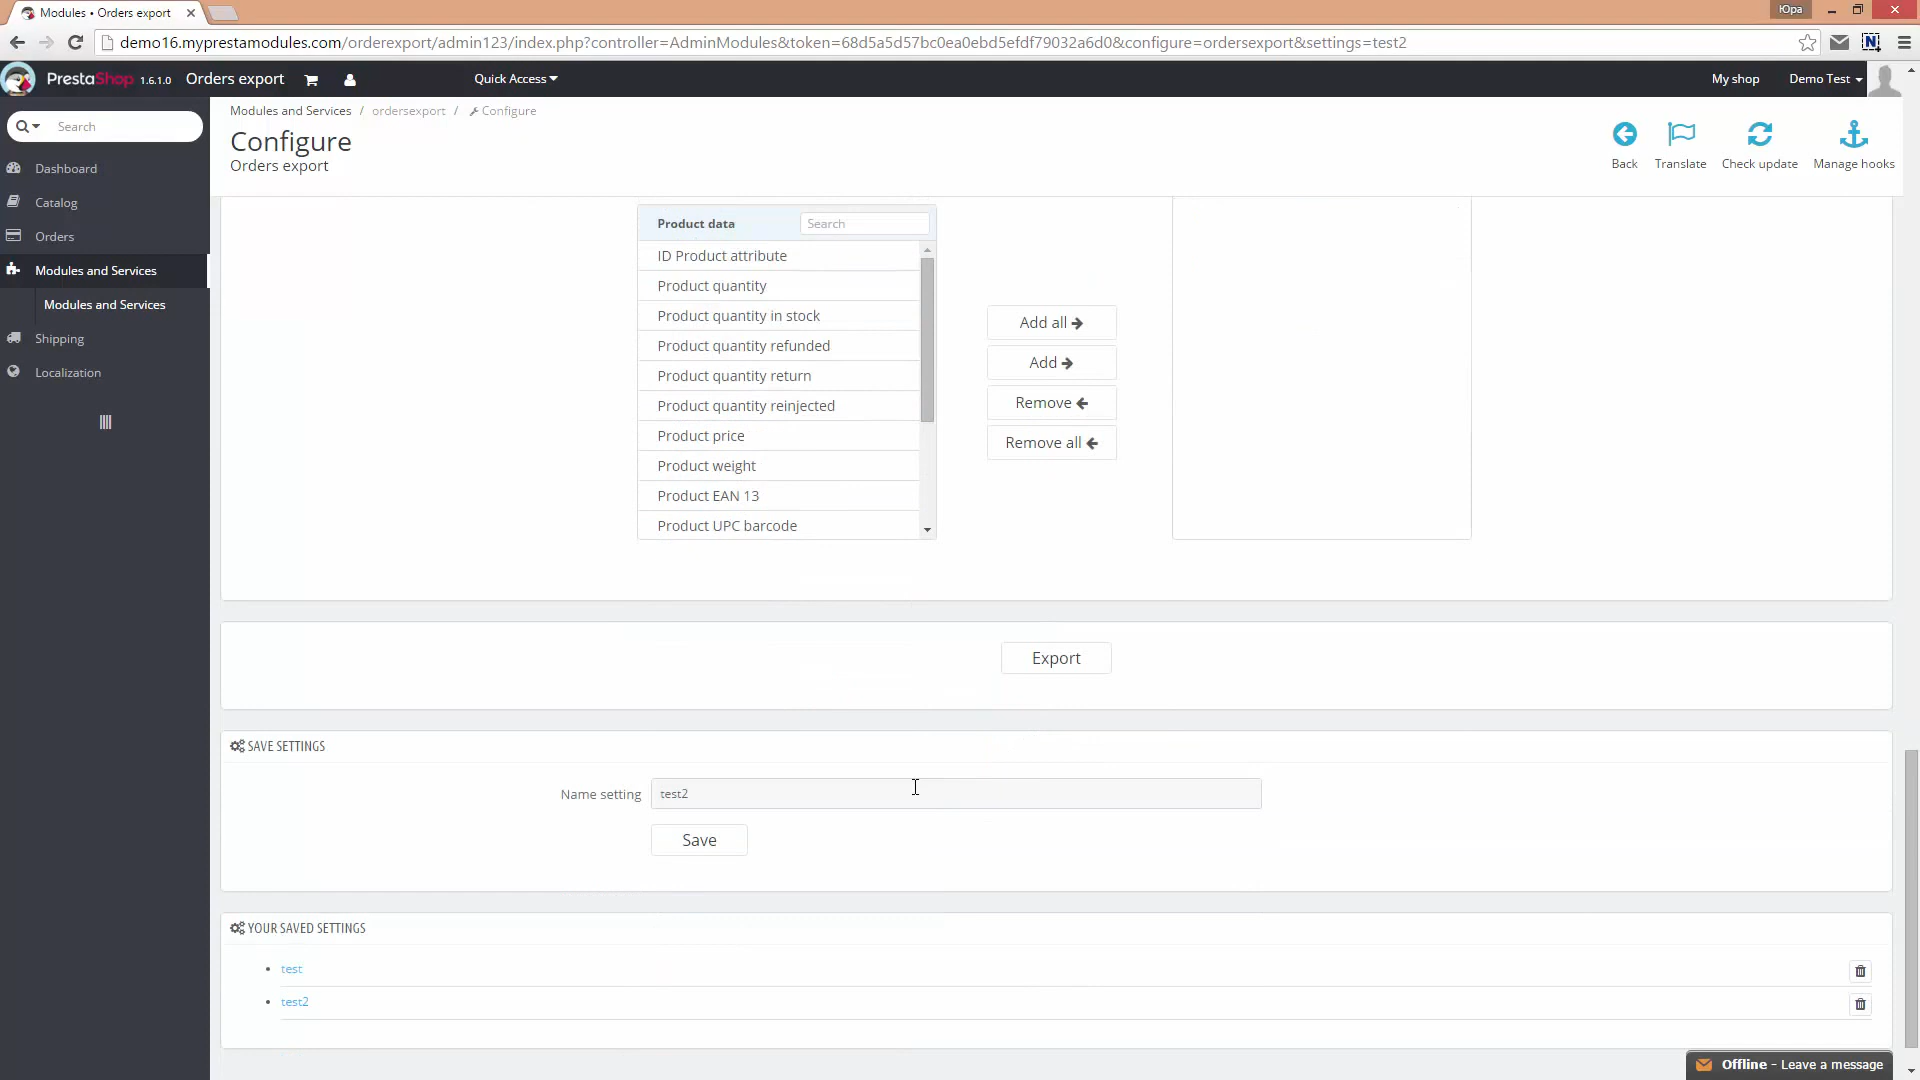 Modules • Orders export
Юра
demo16.myprestamodules.com/orderexport/admin123/index.php?controller=AdminModules&token=68d5a5d57bc0ea0ebd5efdf79032a6d0&configure=ordersexport&settings=test2
PrestaShop 1.6.1.0 Orders export Quick Access My shop Demo Test
Search
Dashboard
Catalog
Orders
Modules and Services
Modules and Services
Shipping
Localization
Modules and Services / ordersexport / Configure
Configure
Orders export
Back Translate Check update Manage hooks
Product data Search
ID Product attribute
Product quantity
Product quantity in stock
Product quantity refunded
Product quantity return
Product quantity reinjected
Product price
Product weight
Product EAN 13
Product UPC barcode
Add all
Add
Remove
Remove all
Export
SAVE SETTINGS
Name setting test2
Save
YOUR SAVED SETTINGS
• test
• test2
Offline - Leave a message